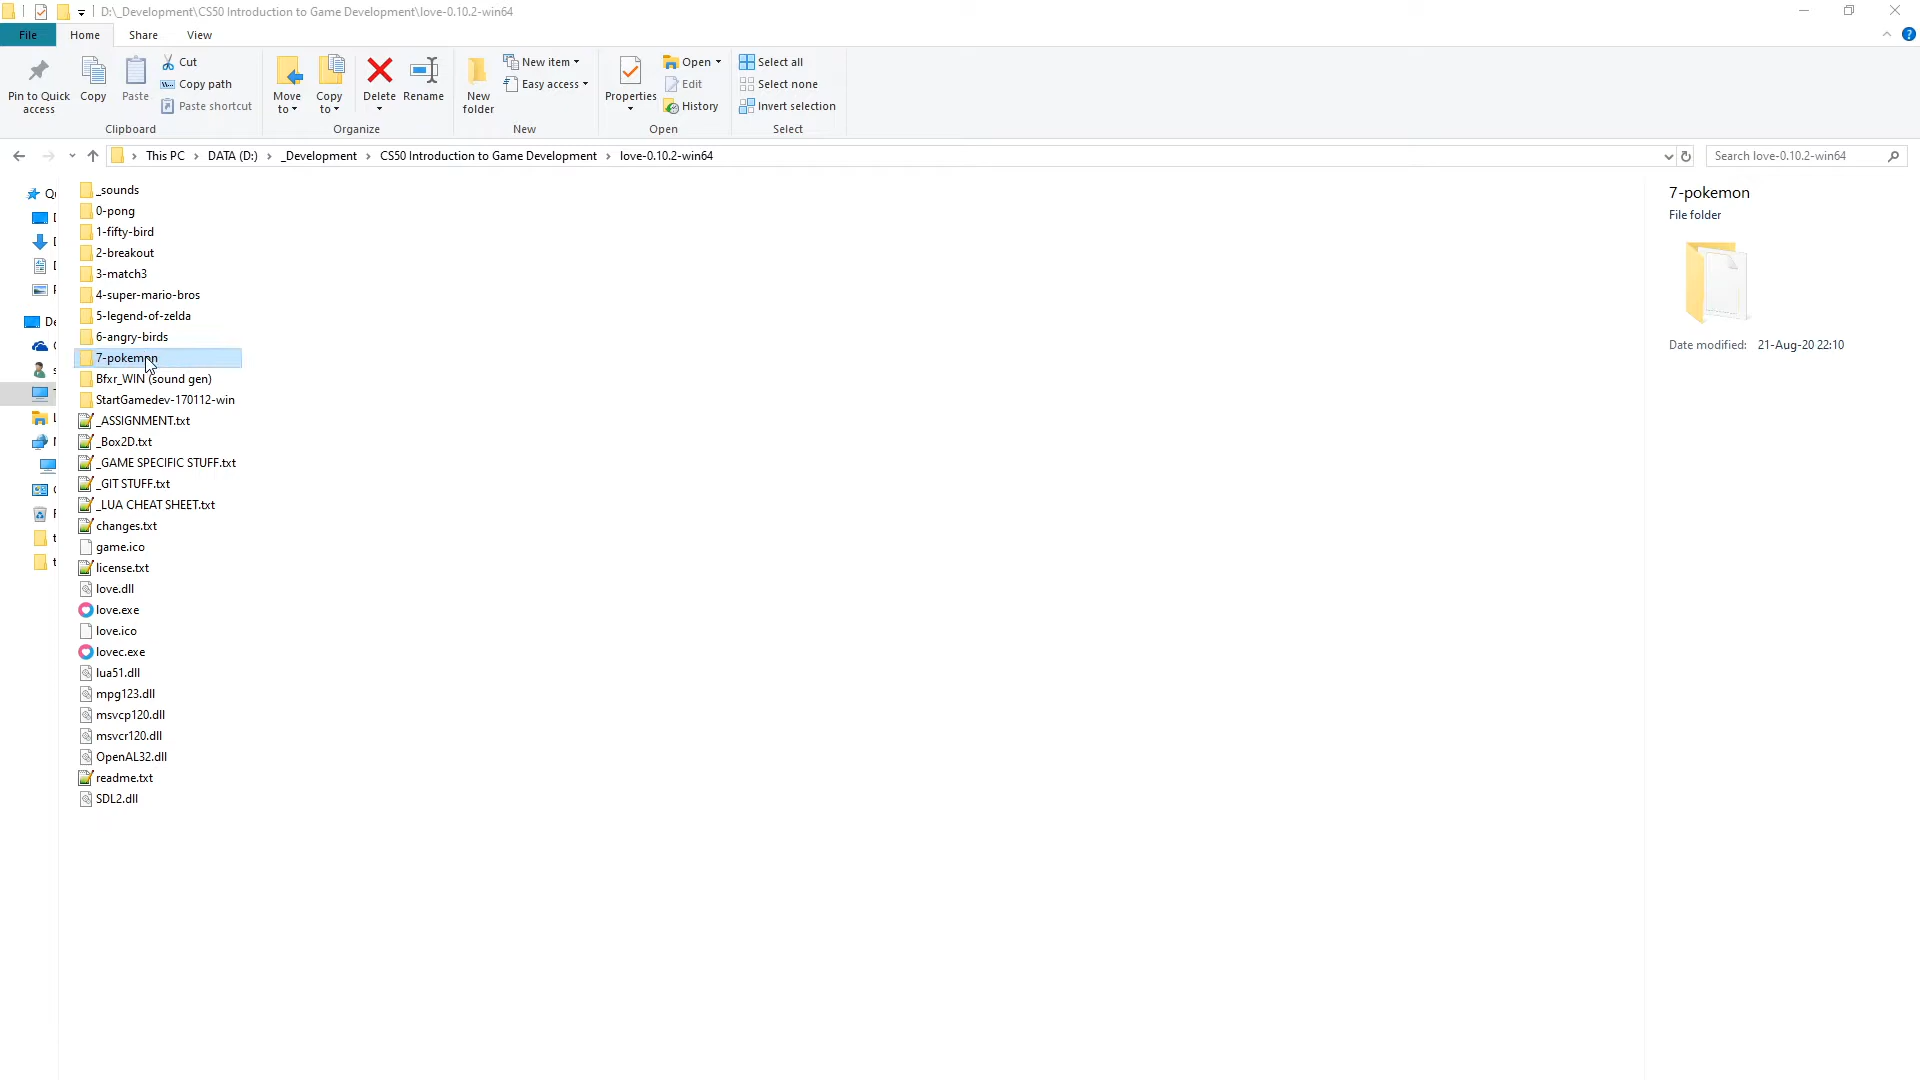 D:\_Development\CS50 Introduction to Game Development\love-0.10.2-win64
File Home Share View
Pin to Quick access
Copy
Paste
Cut
Copy path
Paste shortcut
Clipboard
Move to
Copy to
Delete
Rename
Organize
New folder
New item
Easy access
New
Properties
Open
Edit
History
Open
Select all
Select none
Invert selection
Select
This PC > DATA (D:) > _Development > CS50 Introduction to Game Development > love-0.10.2-win64
Search love-0.10.2-win64
_sounds
0-pong
1-fifty-bird
2-breakout
3-match3
4-super-mario-bros
5-legend-of-zelda
6-angry-birds
7-pokemon
Bfxr_WIN (sound gen)
StartGamedev-170112-win
_ASSIGNMENT.txt
_Box2D.txt
_GAME SPECIFIC STUFF.txt
_GIT STUFF.txt
_LUA CHEAT SHEET.txt
changes.txt
game.ico
license.txt
love.dll
love.exe
love.ico
lovec.exe
lua51.dll
mpg123.dll
msvcp120.dll
msvcr120.dll
OpenAL32.dll
readme.txt
SDL2.dll
7-pokemon
File folder
Date modified: 21-Aug-20 22:10